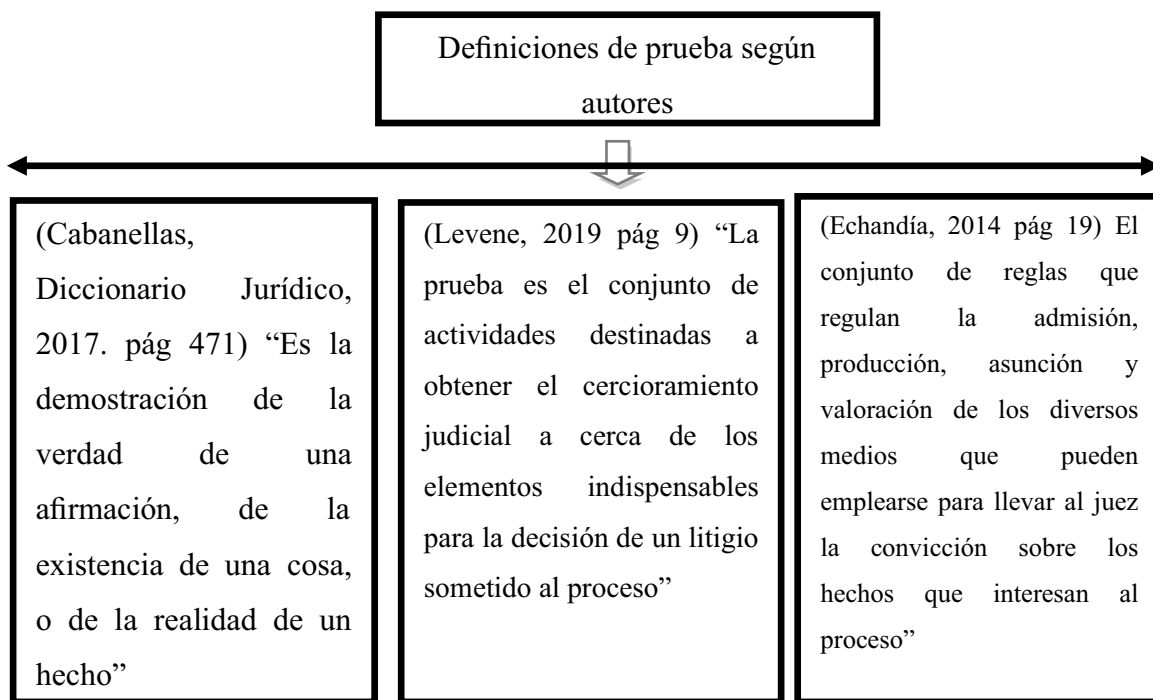 Definiciones de prueba según
autores
(Cabanellas,
Diccionario Jurídico,
2017. pág 471) “Es la
demostración de la
verdad de una
afirmación, de la
existencia de una cosa,
o de la realidad de un
hecho”
(Levene, 2019 pág 9) “La
prueba es el conjunto de
actividades destinadas a
obtener el cercioramiento
judicial a cerca de los
elementos indispensables
para la decisión de un litigio
sometido al proceso”
(Echandía, 2014 pág 19) El
conjunto de reglas que
regulan la admisión,
producción, asunción y
valoración de los diversos
medios que pueden
emplearse para llevar al juez
la convicción sobre los
hechos que interesan al
proceso”